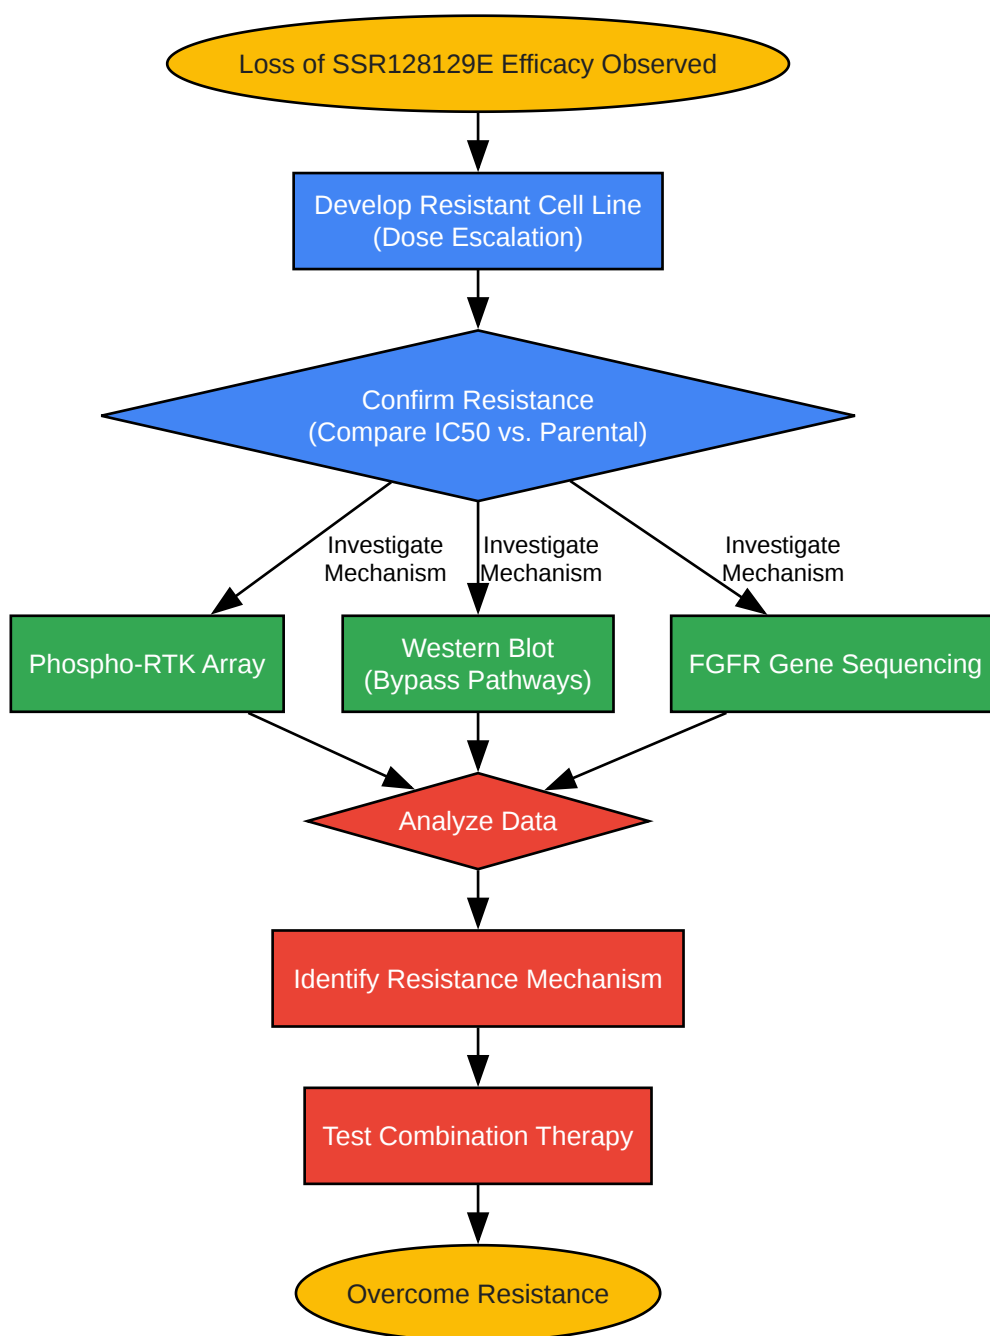 Loss of SSR128129E Efficacy Observed
Develop Resistant Cell Line
(Dose Escalation)
Confirm Resistance
(Compare IC50 vs. Parental)
Investigate
Mechanism
Investigate
Mechanism
Investigate
Mechanism
Phospho-RTK Array
Western Blot
(Bypass Pathways)
FGFR Gene Sequencing
Analyze Data
Identify Resistance Mechanism
Test Combination Therapy
Overcome Resistance